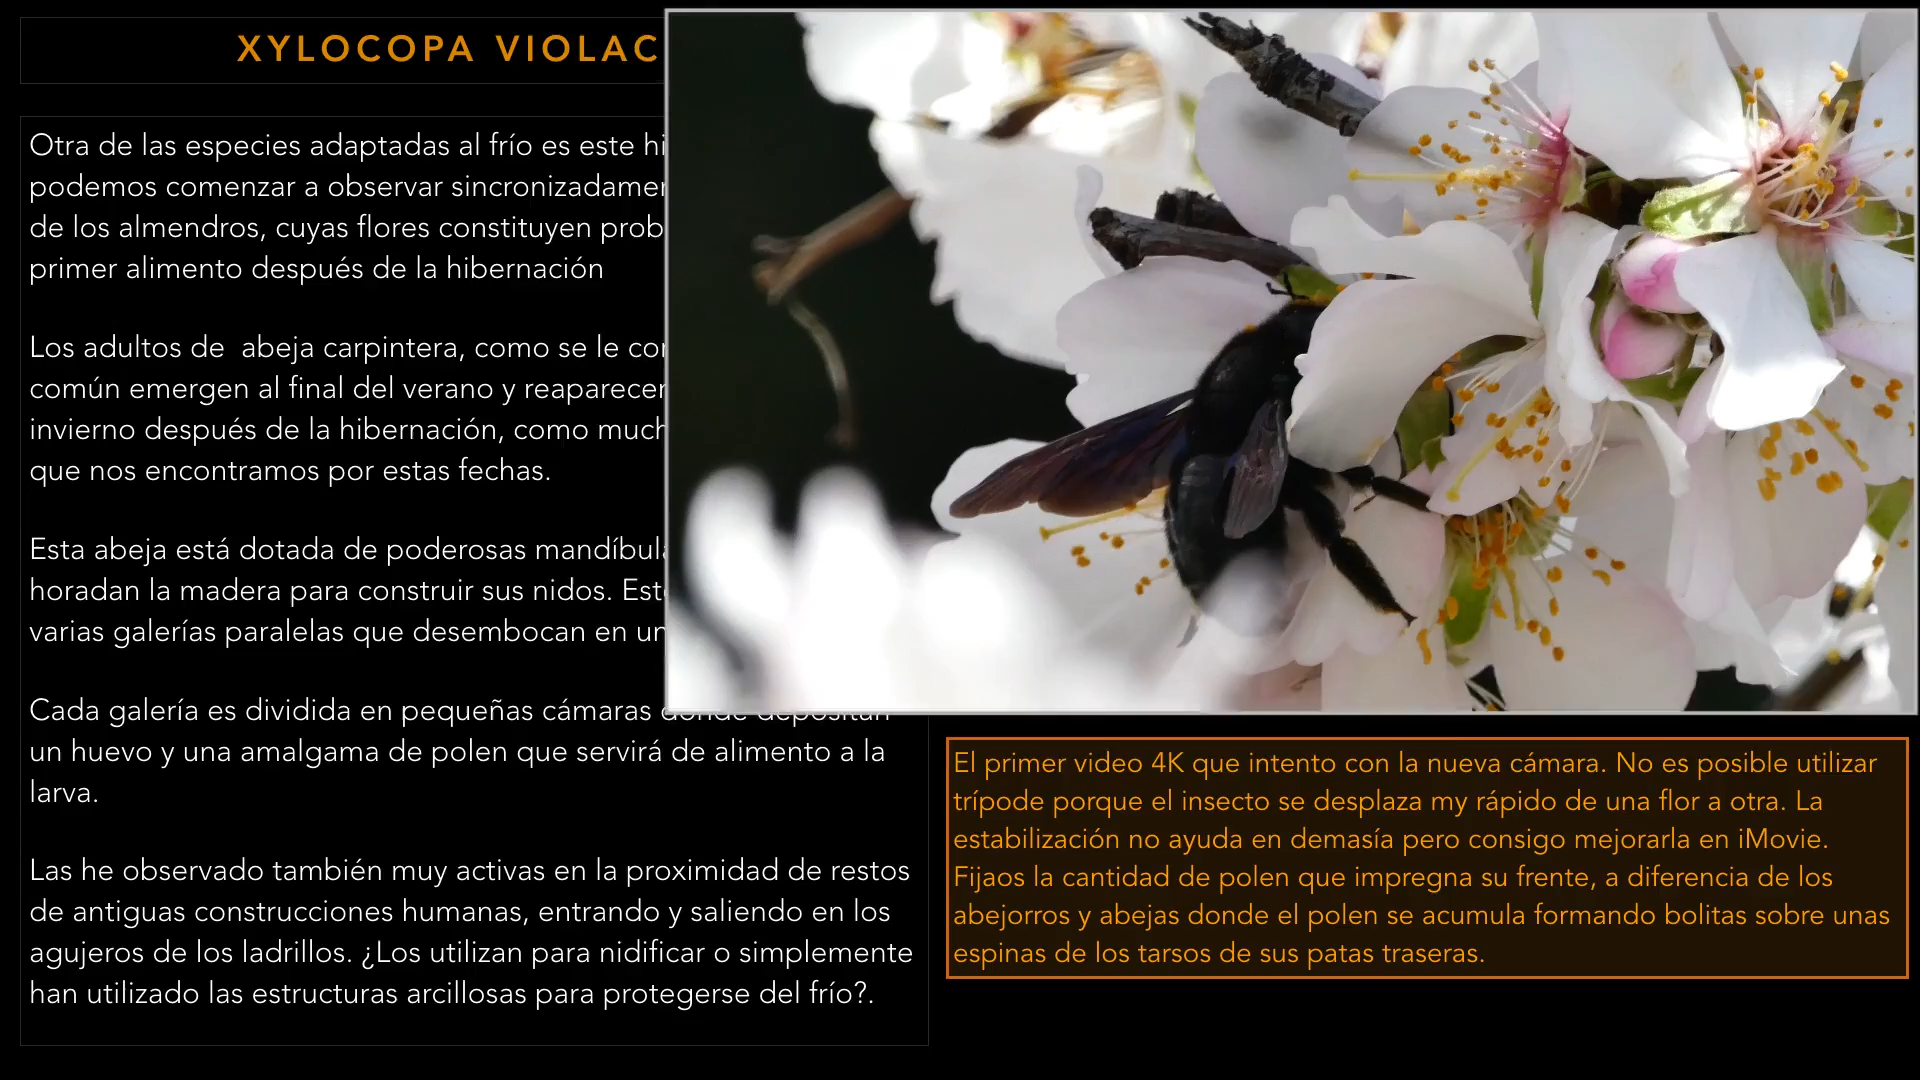 XYLOCOPA VIOLAC
Otra de las especies adaptadas al frío es este
podemos comenzar a observar
de los almendros, cuyas flores constituyen
primer alimento después de la hibernación
Los adultos de abeja carpintera, como se le
común emergen al final del verano y
invierno después de la hibernación, como
que nos encontramos por estas fechas.
Esta abeja está dotada de poderosas
horadan la madera para construir sus nidos.
varias galerías paralelas que desembocan en
Cada galería es dividida en pequeñas cámaras donde depositan
un huevo y una amalgama de polen que servirá de alimento a la
larva.
Las he observado también muy activas en la proximidad de restos
de antiguas construcciones humanas, entrando y saliendo en los
agujeros de los ladrillos. ¿Los utilizan para nidificar o simplemente
han utilizado las estructuras arcillosas para protegerse del frío?.
El primer video 4K que intento con la nueva cámara. No es posible utilizar
trípode porque el insecto se desplaza my rápido de una flor a otra. La
estabilización no ayuda en demasía pero consigo mejorarla en iMovie.
Fijaos la cantidad de polen que impregna su frente, a diferencia de los
abejorros y abejas donde el polen se acumula formando bolitas sobre unas
espinas de los tarsos de sus patas traseras.